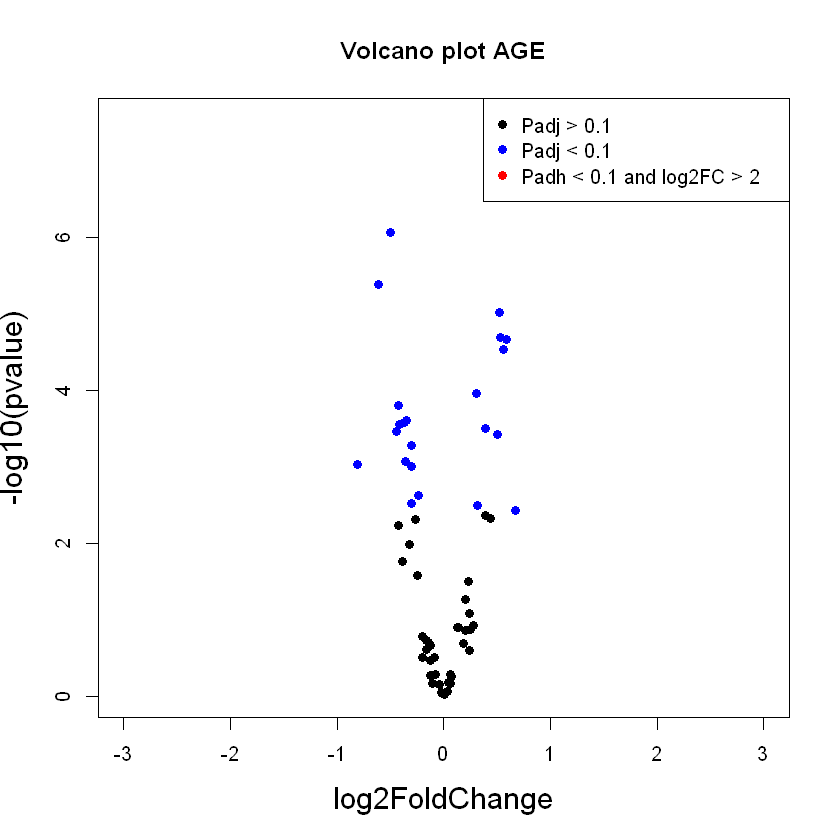 Volcano plot AGE
Padj > 0.1
Padj < 0.1
Padh < 0.1 and log2FC > 2
6
4
2
0
-log10(pvalue)
-3 -2 -1 0 1 2 3
log2FoldChange